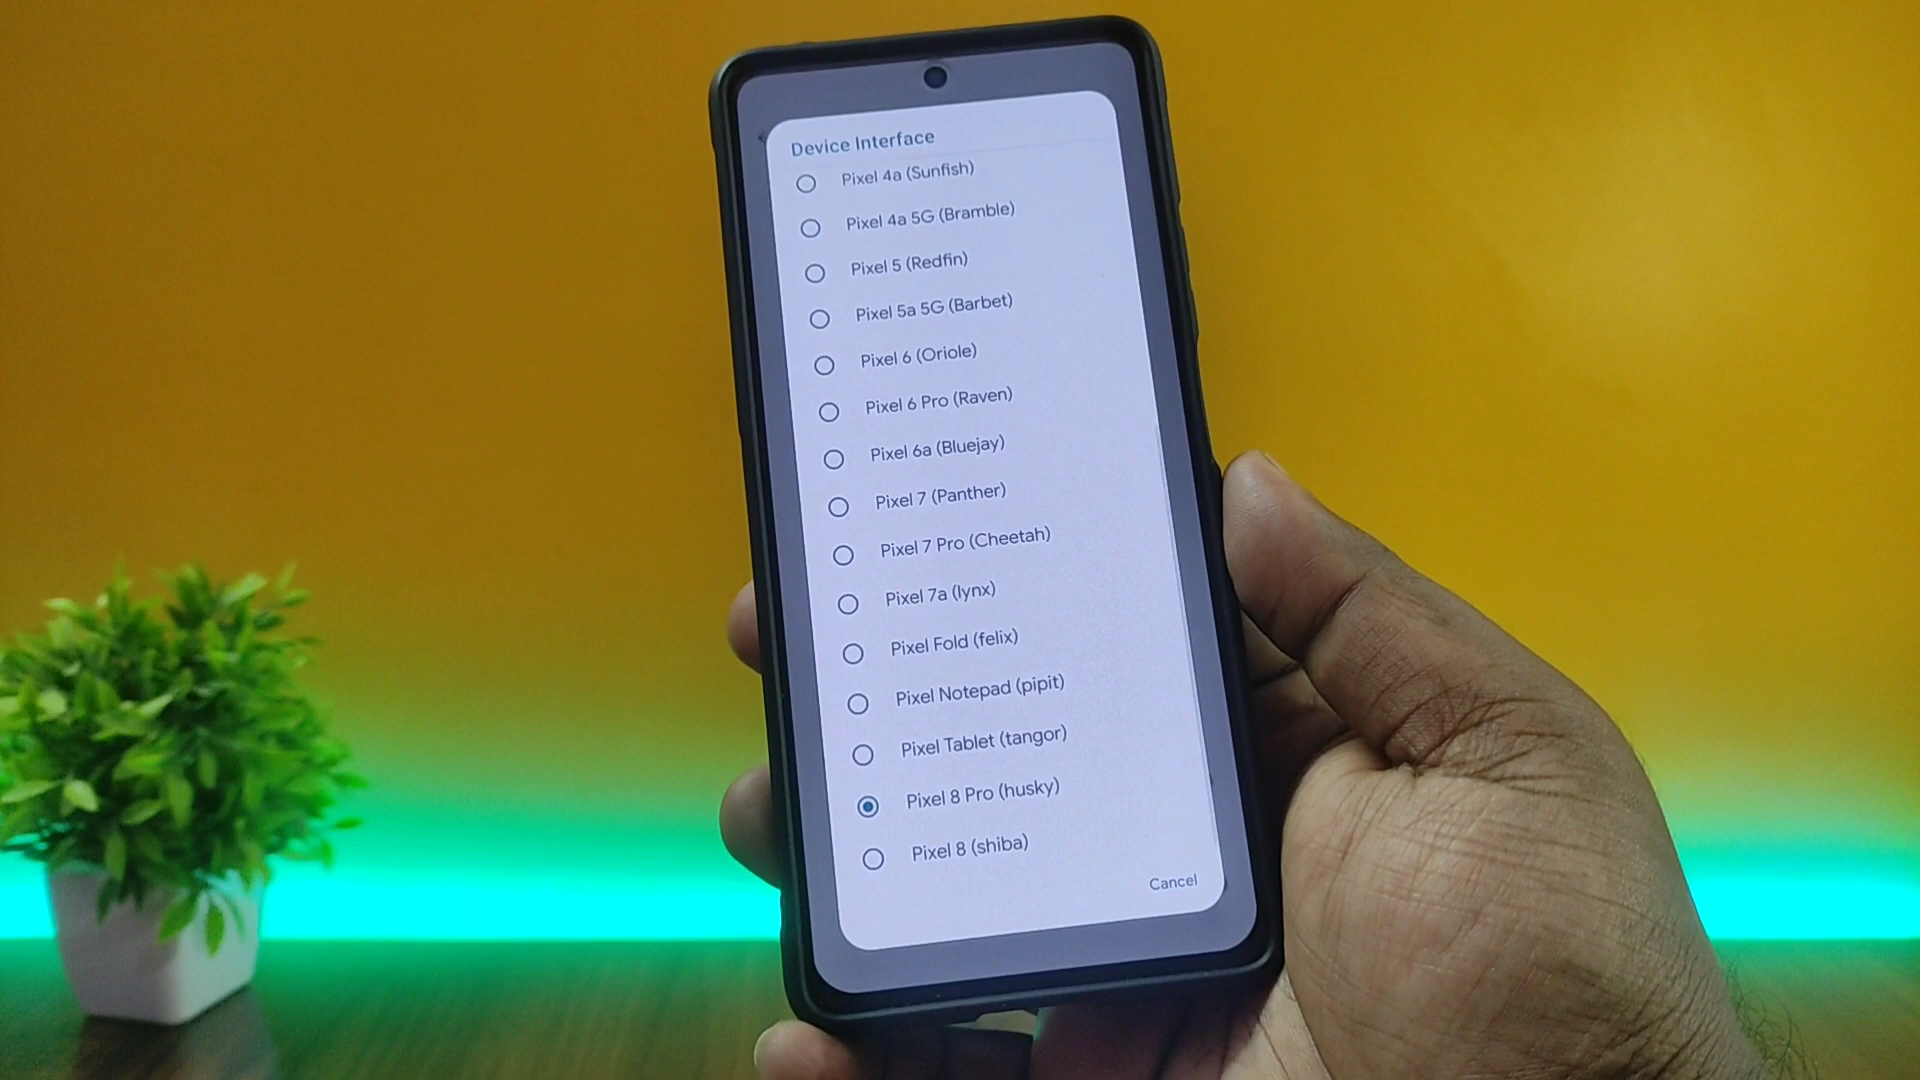 Device Interface
Pixel 4a (Sunfish)
Pixel 4a 5G (Bramble)
Pixel 5 (Redfin)
Pixel 5a 5G (Barbet)
Pixel 6 (Oriole)
Pixel 6 Pro (Raven)
Pixel 6a (Bluejay)
Pixel 7 (Panther)
Pixel 7 Pro (Cheetah)
Pixel 7a (lynx)
Pixel Fold (felix)
Pixel Notepad (pipit)
Pixel Tablet (tangor)
Pixel 8 Pro (husky)
Pixel 8 (shiba)
Cancel